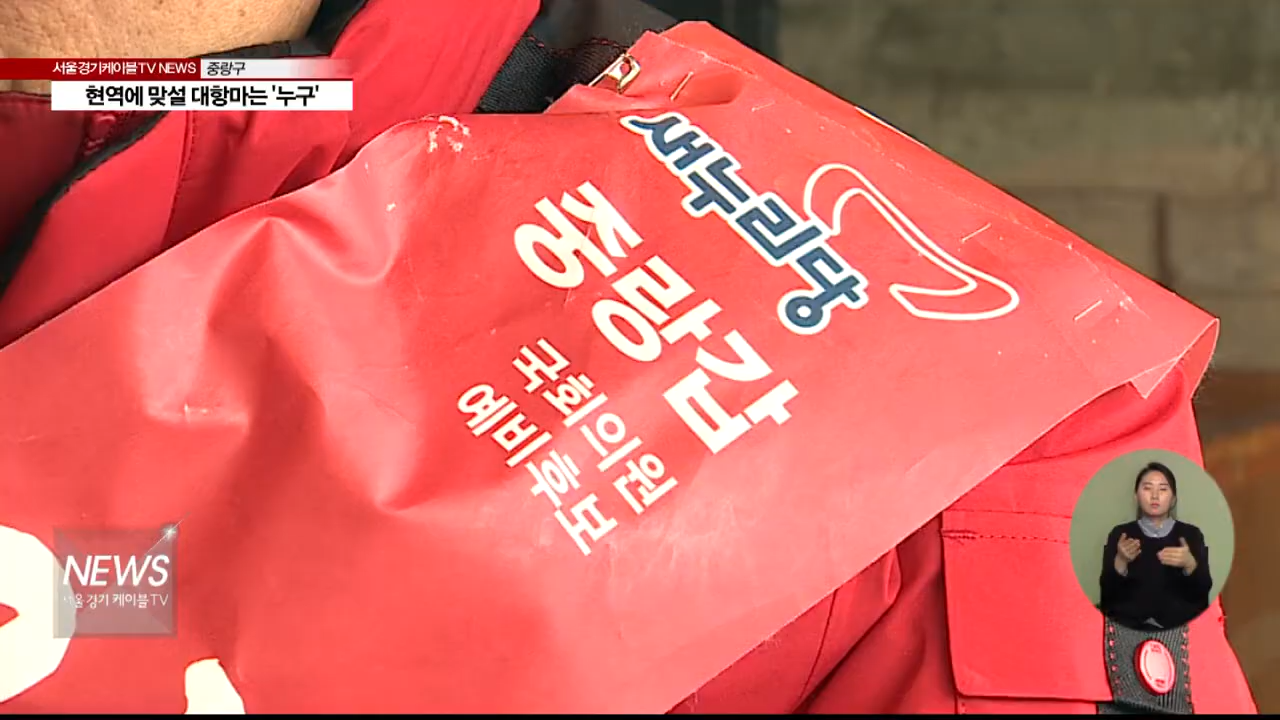 서울경기케이블TV NEWS 중랑구
현역에 맞설 대항마는 '누구'
새누리당
중랑갑
국회의원
예비후보
NEWS
서울 경기 케이블TV